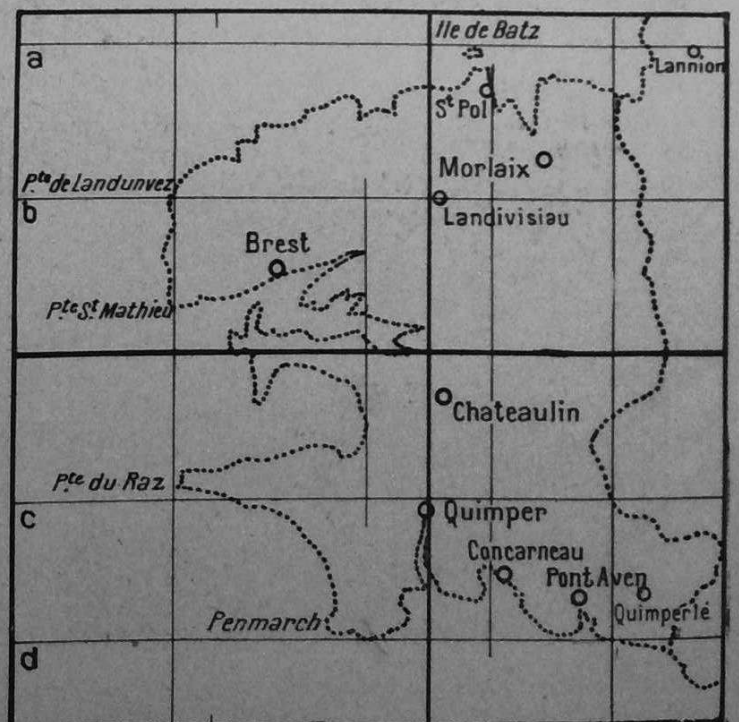 Ile de Batz
a
Lannion
St Pol
Morlaix
Pte de Landunvez
b
Landivisiau
Brest
Pte St Mathieu
Chateaulin
Pte du Raz
c
Quimper
Concarneau
Pont Aven
Quimperlé
Penmarch
d